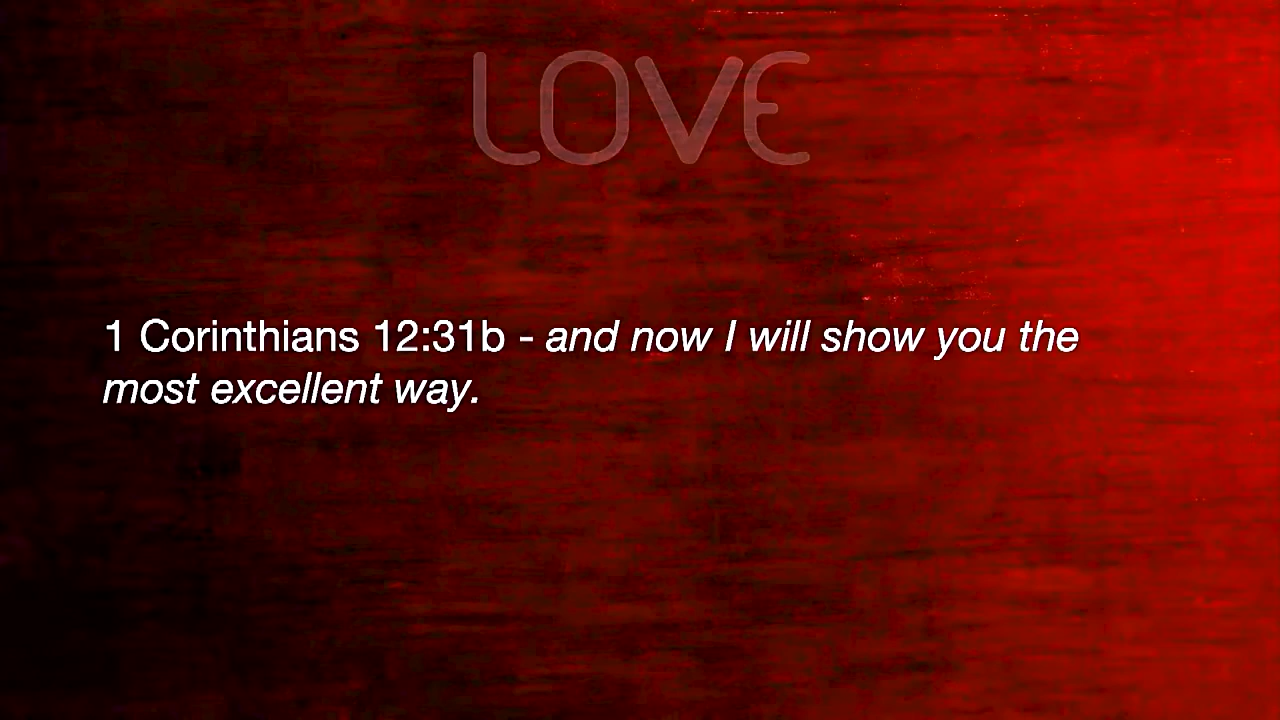 LOVE
1 Corinthians 12:31b - and now I will show you the
most excellent way.